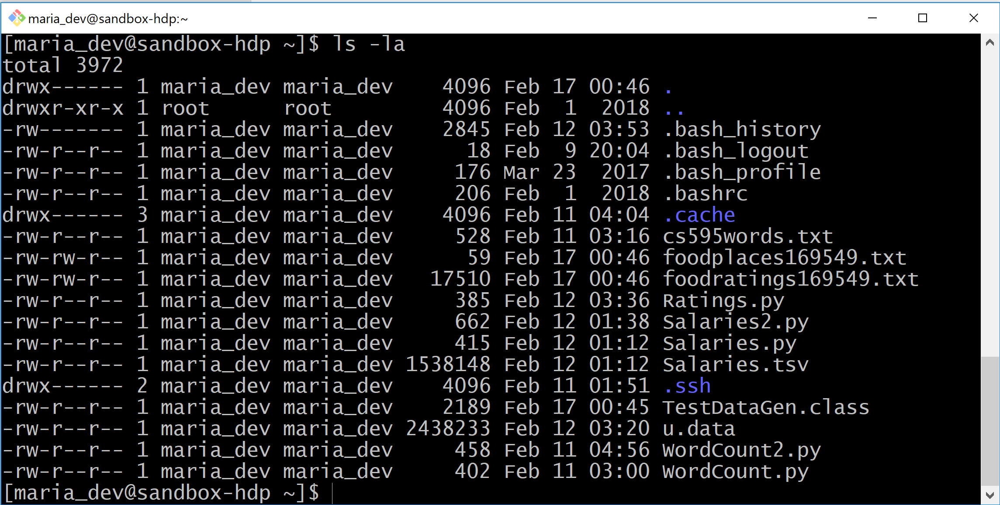 maria_dev@sandbox-hdp:~
[maria_dev@sandbox-hdp ~]$ ls -la
total 3972
drwx------ 1 maria_dev maria_dev    4096 Feb 17 00:46 .
drwxr-xr-x 1 root      root         4096 Feb  1  2018 ..
-rw------- 1 maria_dev maria_dev    2845 Feb 12 03:53 .bash_history
-rw-r--r-- 1 maria_dev maria_dev      18 Feb  9 20:04 .bash_logout
-rw-r--r-- 1 maria_dev maria_dev     176 Mar 23  2017 .bash_profile
-rw-r--r-- 1 maria_dev maria_dev     206 Feb  1  2018 .bashrc
drwx------ 3 maria_dev maria_dev    4096 Feb 11 04:04 .cache
-rw-r--r-- 1 maria_dev maria_dev     528 Feb 11 03:16 cs595words.txt
-rw-rw-r-- 1 maria_dev maria_dev      59 Feb 17 00:46 foodplaces169549.txt
-rw-rw-r-- 1 maria_dev maria_dev   17510 Feb 17 00:46 foodratings169549.txt
-rw-r--r-- 1 maria_dev maria_dev     385 Feb 12 03:36 Ratings.py
-rw-r--r-- 1 maria_dev maria_dev     662 Feb 12 01:38 Salaries2.py
-rw-r--r-- 1 maria_dev maria_dev     415 Feb 12 01:12 Salaries.py
-rw-r--r-- 1 maria_dev maria_dev 1538148 Feb 12 01:12 Salaries.tsv
drwx------ 2 maria_dev maria_dev    4096 Feb 11 01:51 .ssh
-rw-r--r-- 1 maria_dev maria_dev    2189 Feb 17 00:45 TestDataGen.class
-rw-r--r-- 1 maria_dev maria_dev 2438233 Feb 12 03:20 u.data
-rw-r--r-- 1 maria_dev maria_dev     458 Feb 11 04:56 WordCount2.py
-rw-r--r-- 1 maria_dev maria_dev     402 Feb 11 03:00 WordCount.py
[maria_dev@sandbox-hdp ~]$